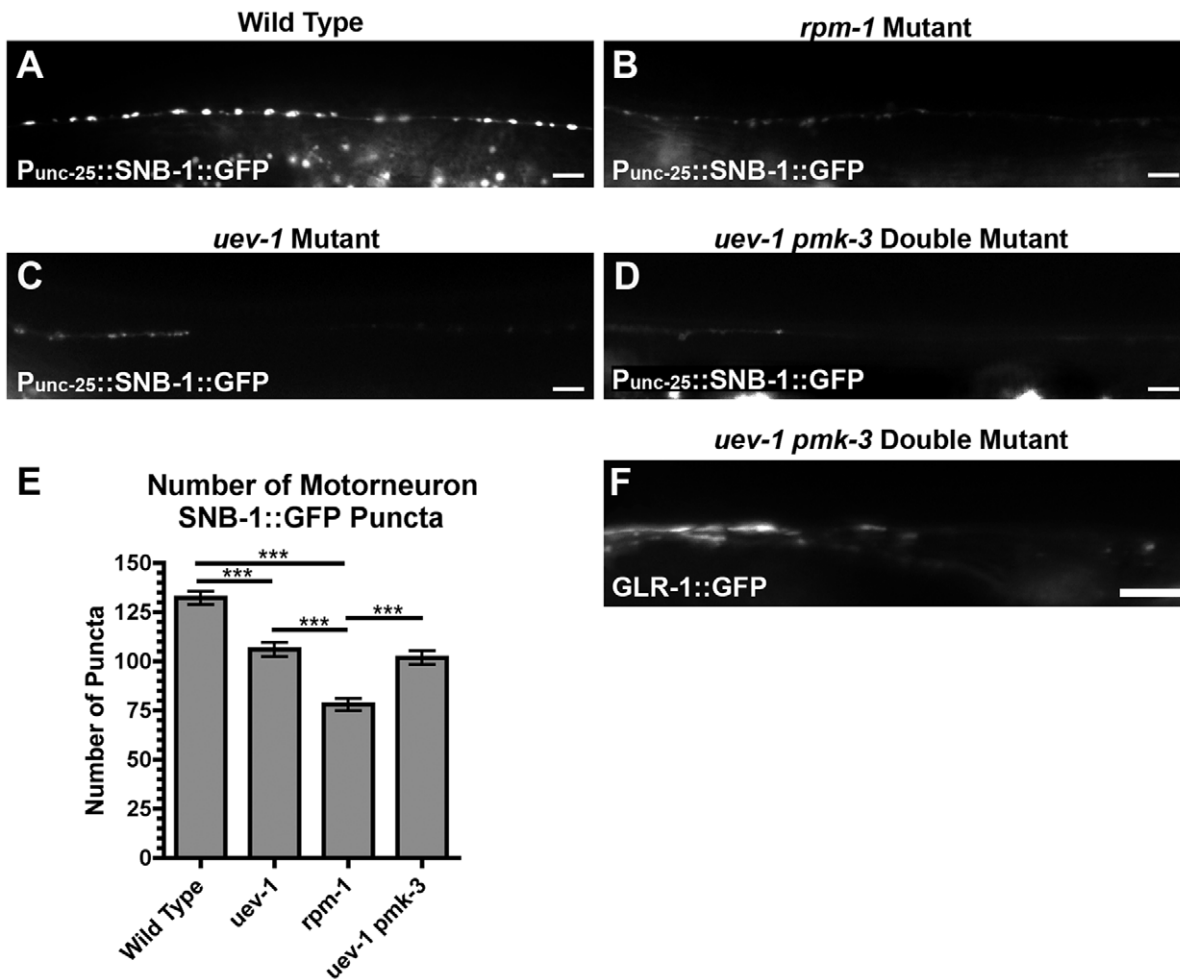 Wild Type
rpm-1 Mutant
A
Punc-25::SNB-1::GFP
B
Punc-25::SNB-1::GFP
uev-1 Mutant
uev-1 pmk-3 Double Mutant
C
Punc-25::SNB-1::GFP
D
Punc-25::SNB-1::GFP
uev-1 pmk-3 Double Mutant
F
GLR-1::GFP
E
Number of Motorneuron
SNB-1::GFP Puncta
Number of Puncta
150
125
100
75
50
25
0
***
***
***
***
Wild Type
uev-1
rpm-1
uev-1 pmk-3